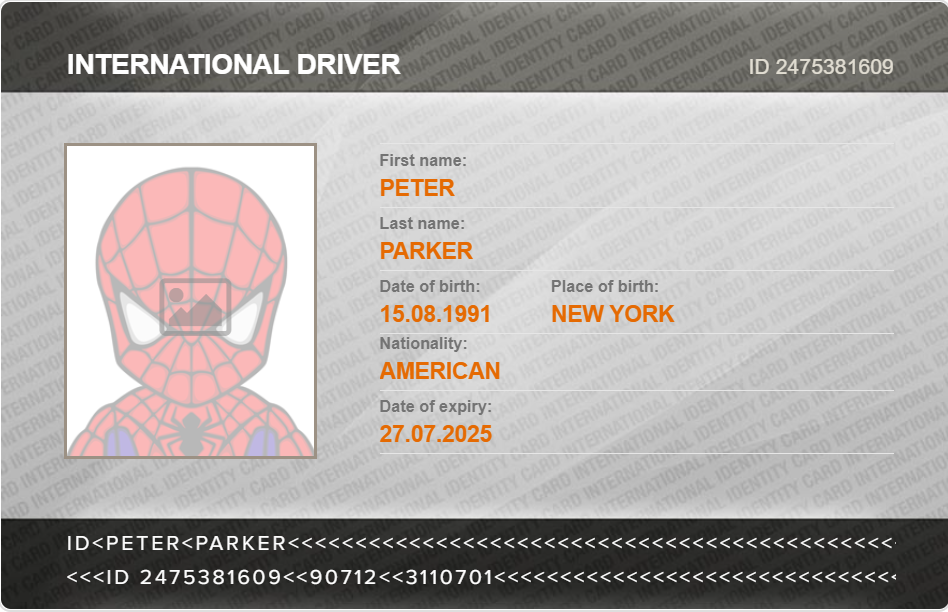 INTERNATIONAL DRIVER
ID 2475381609
First name:
PETER
Last name:
PARKER
Date of birth: Place of birth:
15.08.1991 NEW YORK
Nationality:
AMERICAN
Date of expiry:
27.07.2025
ID<PETER<PARKER<<<<<<<<<<<<<<<<<<<<<<<<<<<<<<<<<<<<<<<<<<<<<
<<<ID 2475381609<<90712<<3110701<<<<<<<<<<<<<<<<<<<<<<<<<<<<<<